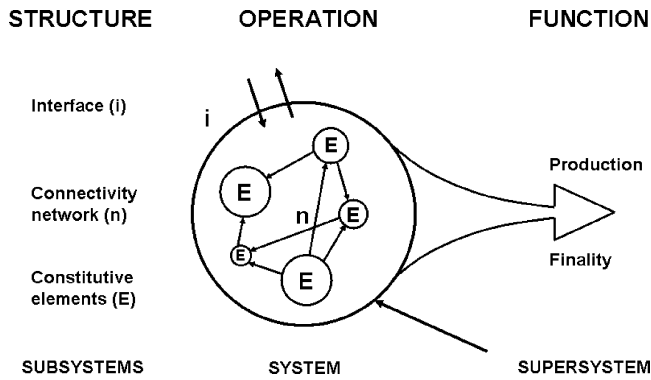 STRUCTURE
OPERATION
FUNCTION
Interface (i)
i
E
E
Production
Connectivity
network (n)
n
E
E
Finality
Constitutive
elements (E)
E
SUBSYSTEMS
SYSTEM
SUPERSYSTEM